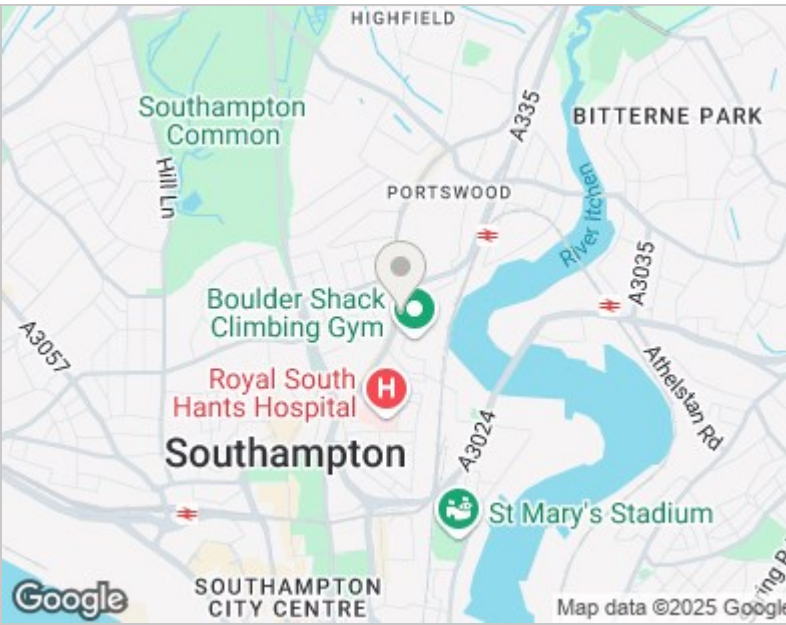 HIGHFIELD
Southampton
Common
A335
BITTERNE PARK
Hill Ln
PORTSWOOD
River Itchen
A3035
Boulder Shack
Climbing Gym
A3057
Royal South
Hants Hospital
H
Athelstan Rd
A3024
Southampton
St Mary's Stadium
SOUTHAMPTON
CITY CENTRE
Google
Map data ©2025 Google